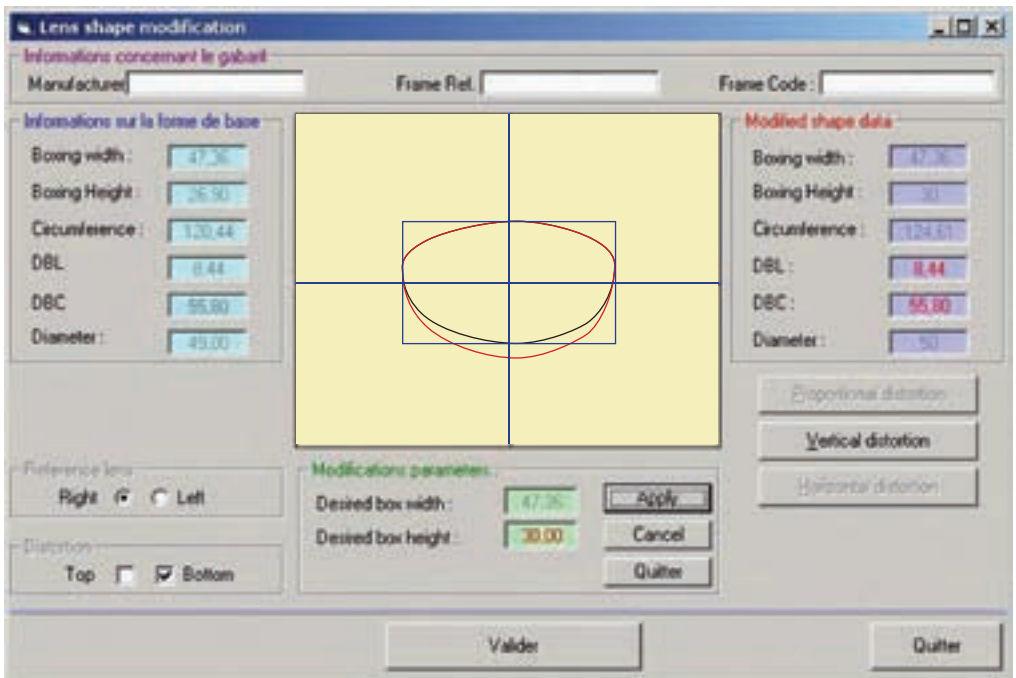 Lens shape modification
Informations concernant le gabarit
Manufacturer Frame Ref. Frame Code :
Informations sur la forme de base
Boxing width : 47,36
Boxing Height : 26,90
Circumference : 120,44
DBL 8,44
DBC 55,80
Diameter : 49,00
Modified shape data
Boxing width : 47,36
Boxing Height : 30
Circumference : 124,61
DBL : 8,44
DBC : 55,80
Diameter : 50
Proportional distortion
Vertical distortion
Horizontal distortion
Reference lens
Right Left
Distortion
Top Bottom
Modifications parameters
Desired box width : 47,36
Desired box height : 30,00
Apply
Cancel
Quitter
Valider
Quitter